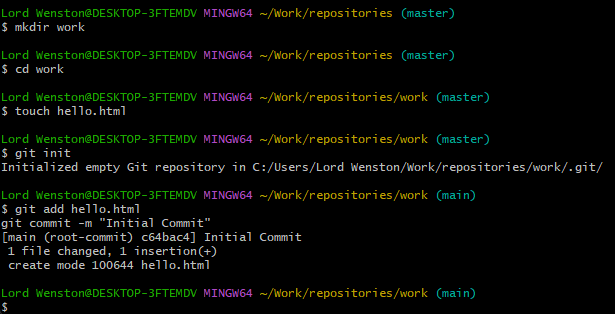 Lord Wenston@DESKTOP-3FTEMDV MINGW64 ~/Work/repositories (master)
$ mkdir work
Lord Wenston@DESKTOP-3FTEMDV MINGW64 ~/Work/repositories (master)
$ cd work
Lord Wenston@DESKTOP-3FTEMDV MINGW64 ~/Work/repositories/work (master)
$ touch hello.html
Lord Wenston@DESKTOP-3FTEMDV MINGW64 ~/Work/repositories/work (master)
$ git init
Initialized empty Git repository in C:/Users/Lord Wenston/Work/repositories/work/.git/
Lord Wenston@DESKTOP-3FTEMDV MINGW64 ~/Work/repositories/work (main)
$ git add hello.html
git commit -m "Initial Commit"
[main (root-commit) c64bac4] Initial Commit
 1 file changed, 1 insertion(+)
 create mode 100644 hello.html
Lord Wenston@DESKTOP-3FTEMDV MINGW64 ~/Work/repositories/work (main)
$